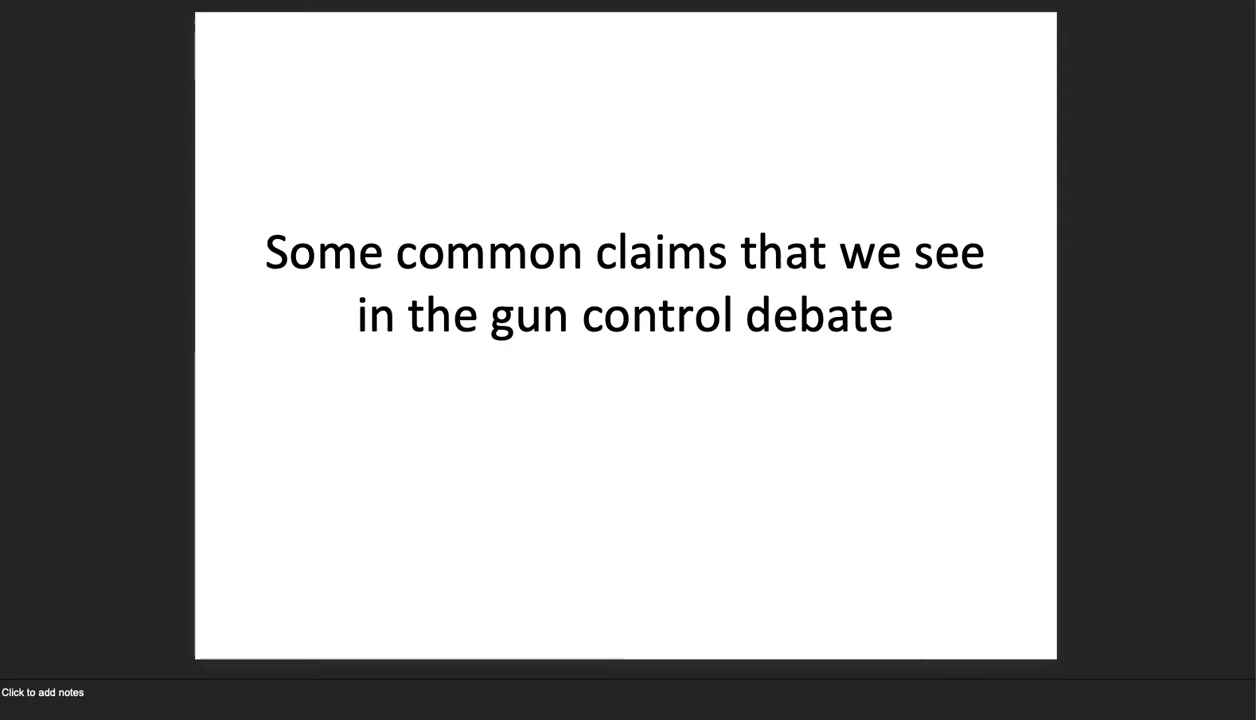 Some common claims that we see
in the gun control debate
Click to add notes